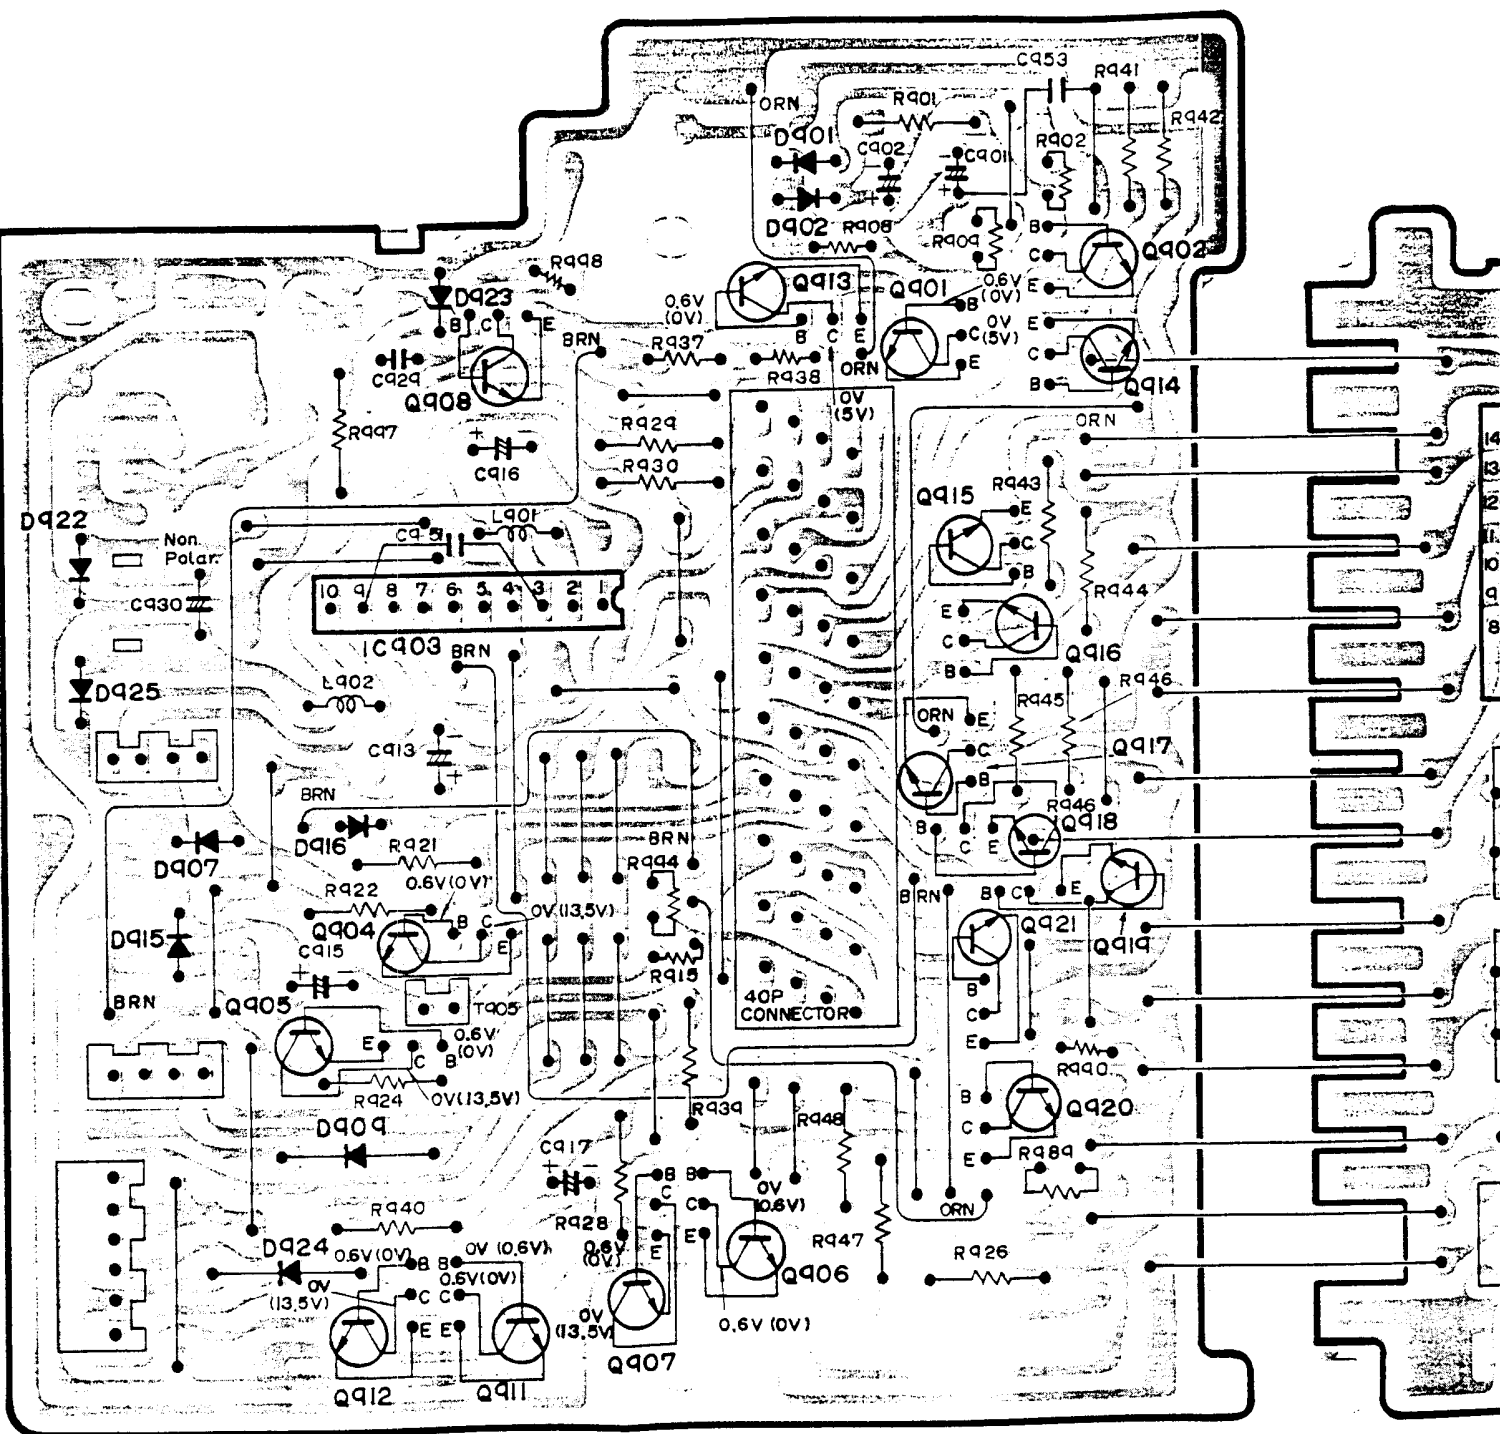 C953
R941
ORN
R901
D901
C902
C901
R902
R942
D902
R908
R909
B
C
E
Q902
R998
D923
B
C
E
Q913
Q901
0.6V
(0V)
0.6V
(0V)
B
C
E
0V
(5V)
B
C
E
BRN
R937
R938
ORN
E
C
B
Q914
C929
Q908
0V
(5V)
R997
R929
R930
C916
ORN
14
13
12
11
10
9
8
D922
Non
Polar.
L901
Q915
R943
E
C
B
10 9 8 7 6 5 4 3 2 1
C930
IC903
BRN
R944
E
C
B
Q916
D925
L902
R945
R946
ORN
E
C
B
Q917
C913
BRN
D916
R921
0.6V(0V)
D907
BRN
R994
R946
Q918
B
C
E
R922
Q904
B
C
E
0V(13.5V)
BRN
B
C
E
Q921
Q919
D915
C915
R915
BRN
Q905
T905
40P
CONNECTOR
B
C
E
E
C
B
0.6V
(0V)
R924
0V(13.5V)
R990
R939
R948
B
C
E
Q920
D909
C917
R989
R940
R928
B
C
E
B
C
E
0V
(0.6V)
R947
ORN
R926
D924
0.6V(0V)
0V (0.6V)
0.6V(0V)
0V
(13.5V)
B
C
E
B
C
E
0.6V
(0V)
0V
(13.5V)
Q906
0.6V (0V)
Q912
Q911
Q907